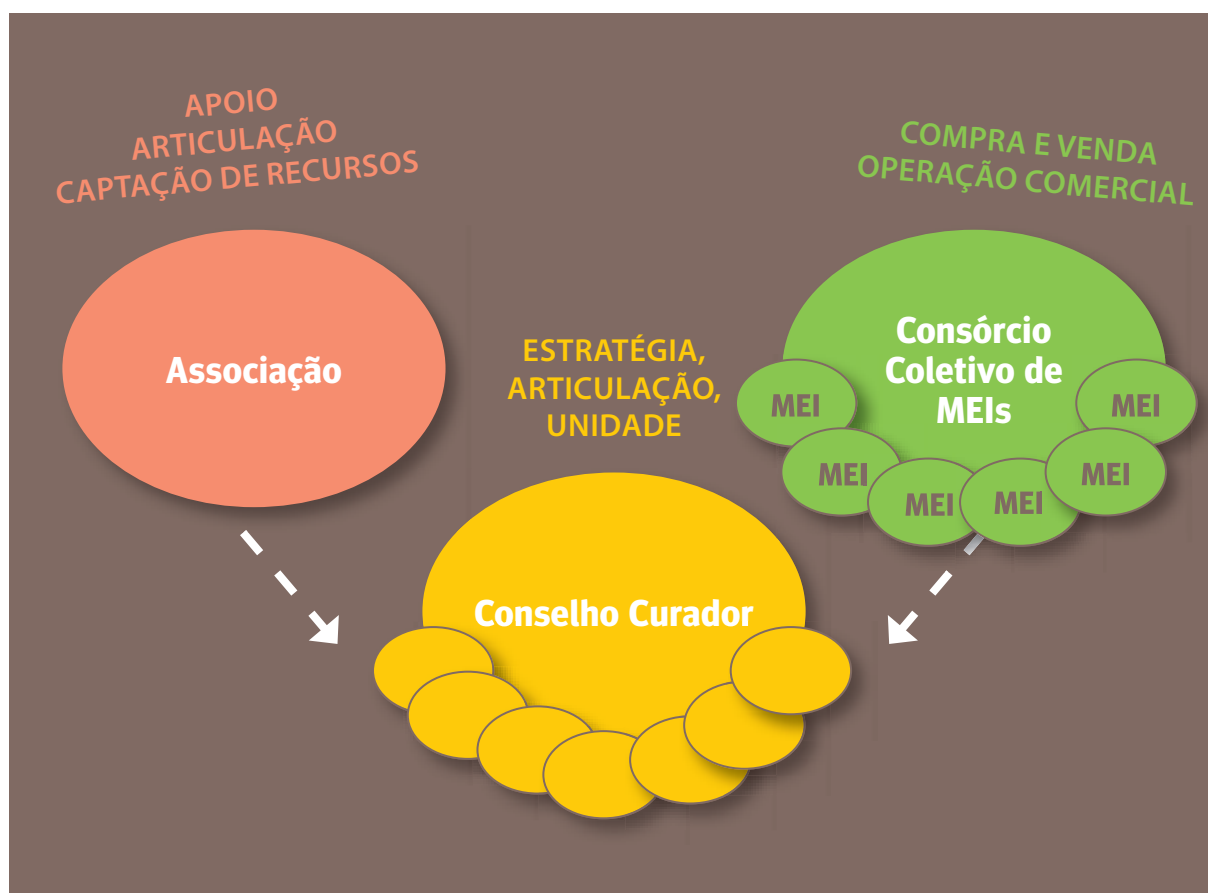 APOIO
ARTICULAÇÃO
CAPTAÇÃO DE RECURSOS
Associação
COMPRA E VENDA
OPERAÇÃO COMERCIAL
Consórcio
Coletivo de
MEIs
MEI
MEI
MEI
MEI
MEI
MEI
ESTRATÉGIA,
ARTICULAÇÃO,
UNIDADE
Conselho Curador